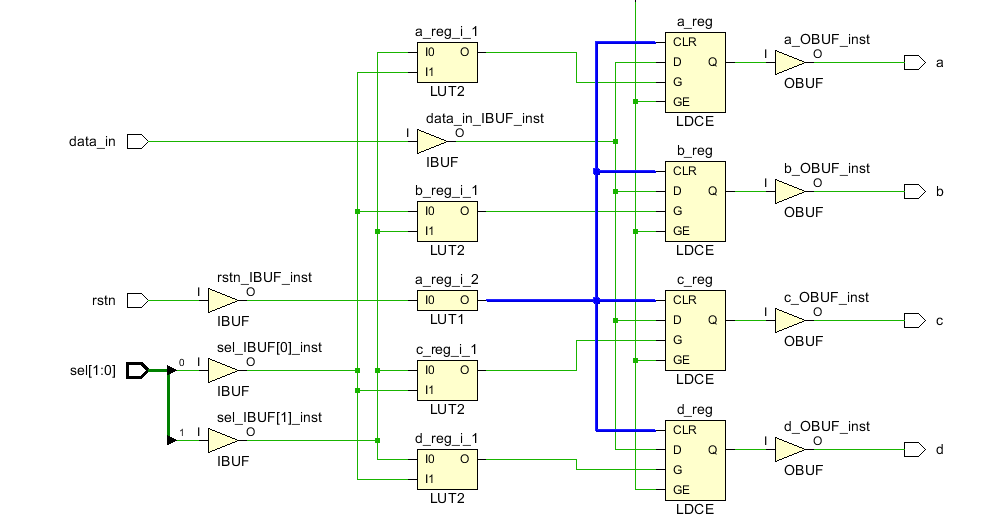 a_reg_i_1
I0 O
I1
LUT2
a_reg
CLR
D Q
G
GE
LDCE
a_OBUF_inst
I O
OBUF
a
data_in
data_in_IBUF_inst
I O
IBUF
b_reg_i_1
I0 O
I1
LUT2
b_reg
CLR
D Q
G
GE
LDCE
b_OBUF_inst
I O
OBUF
b
rstn
rstn_IBUF_inst
I O
IBUF
a_reg_i_2
I0 O
LUT1
c_reg
CLR
D Q
G
GE
LDCE
c_OBUF_inst
I O
OBUF
c
sel[1:0]
0
1
sel_IBUF[0]_inst
I O
IBUF
sel_IBUF[1]_inst
I O
IBUF
c_reg_i_1
I0 O
I1
LUT2
d_reg_i_1
I0 O
I1
LUT2
d_reg
CLR
D Q
G
GE
LDCE
d_OBUF_inst
I O
OBUF
d